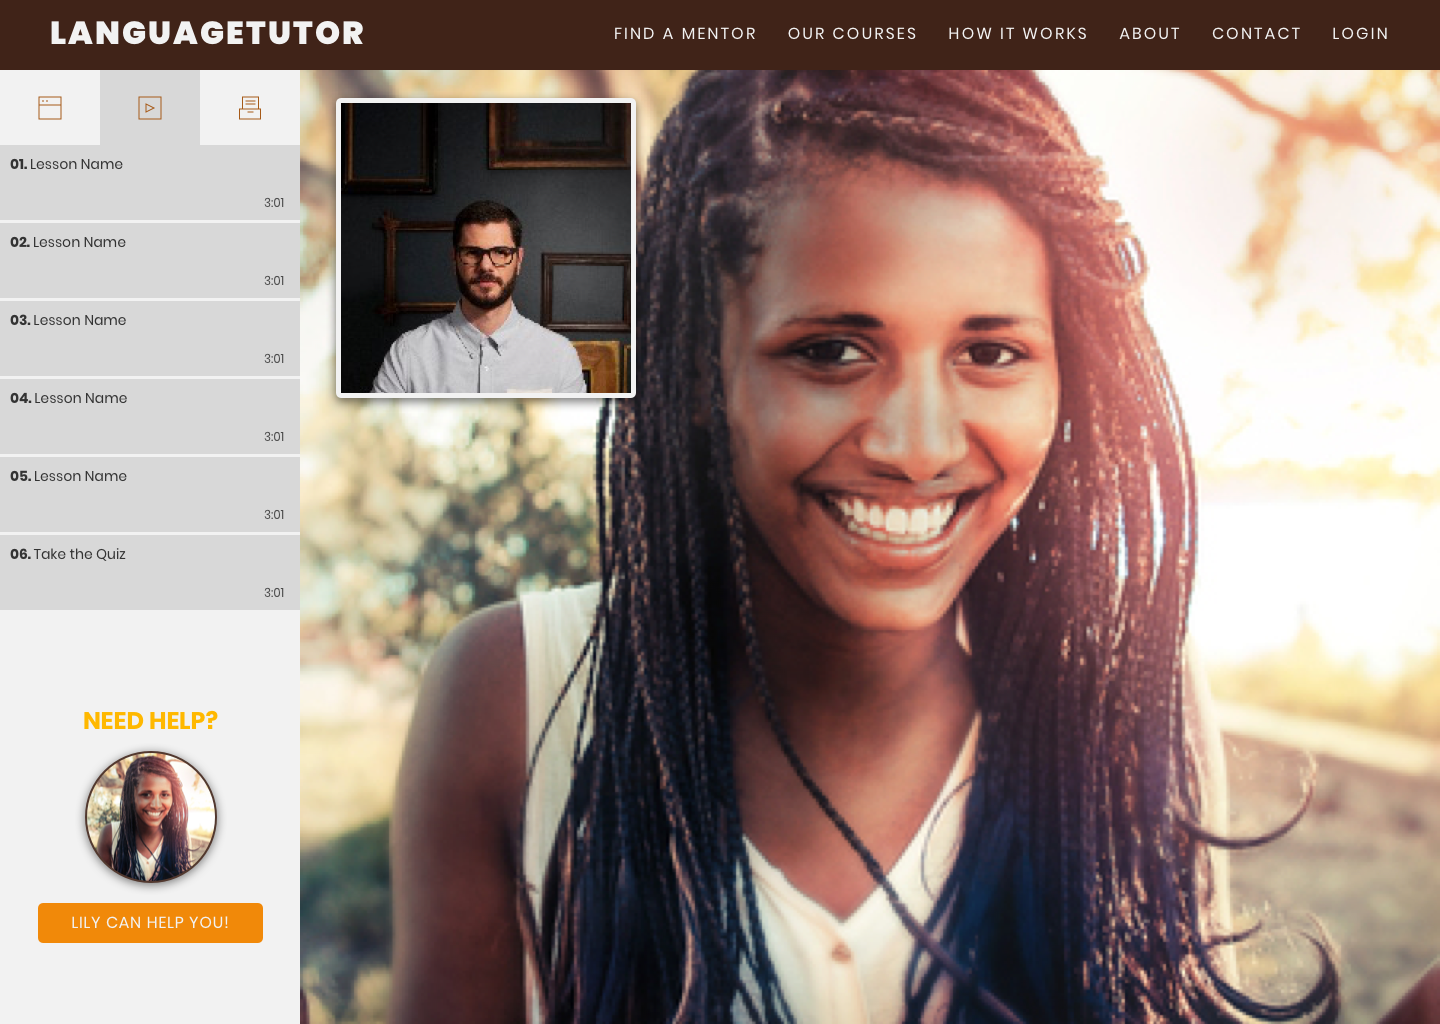 LANGUAGETUTOR
FIND A MENTOR OUR COURSES HOW IT WORKS ABOUT CONTACT LOGIN
01. Lesson Name
3:01
02. Lesson Name
3:01
03. Lesson Name
3:01
04. Lesson Name
3:01
05. Lesson Name
3:01
06. Take the Quiz
3:01
NEED HELP?
LILY CAN HELP YOU!